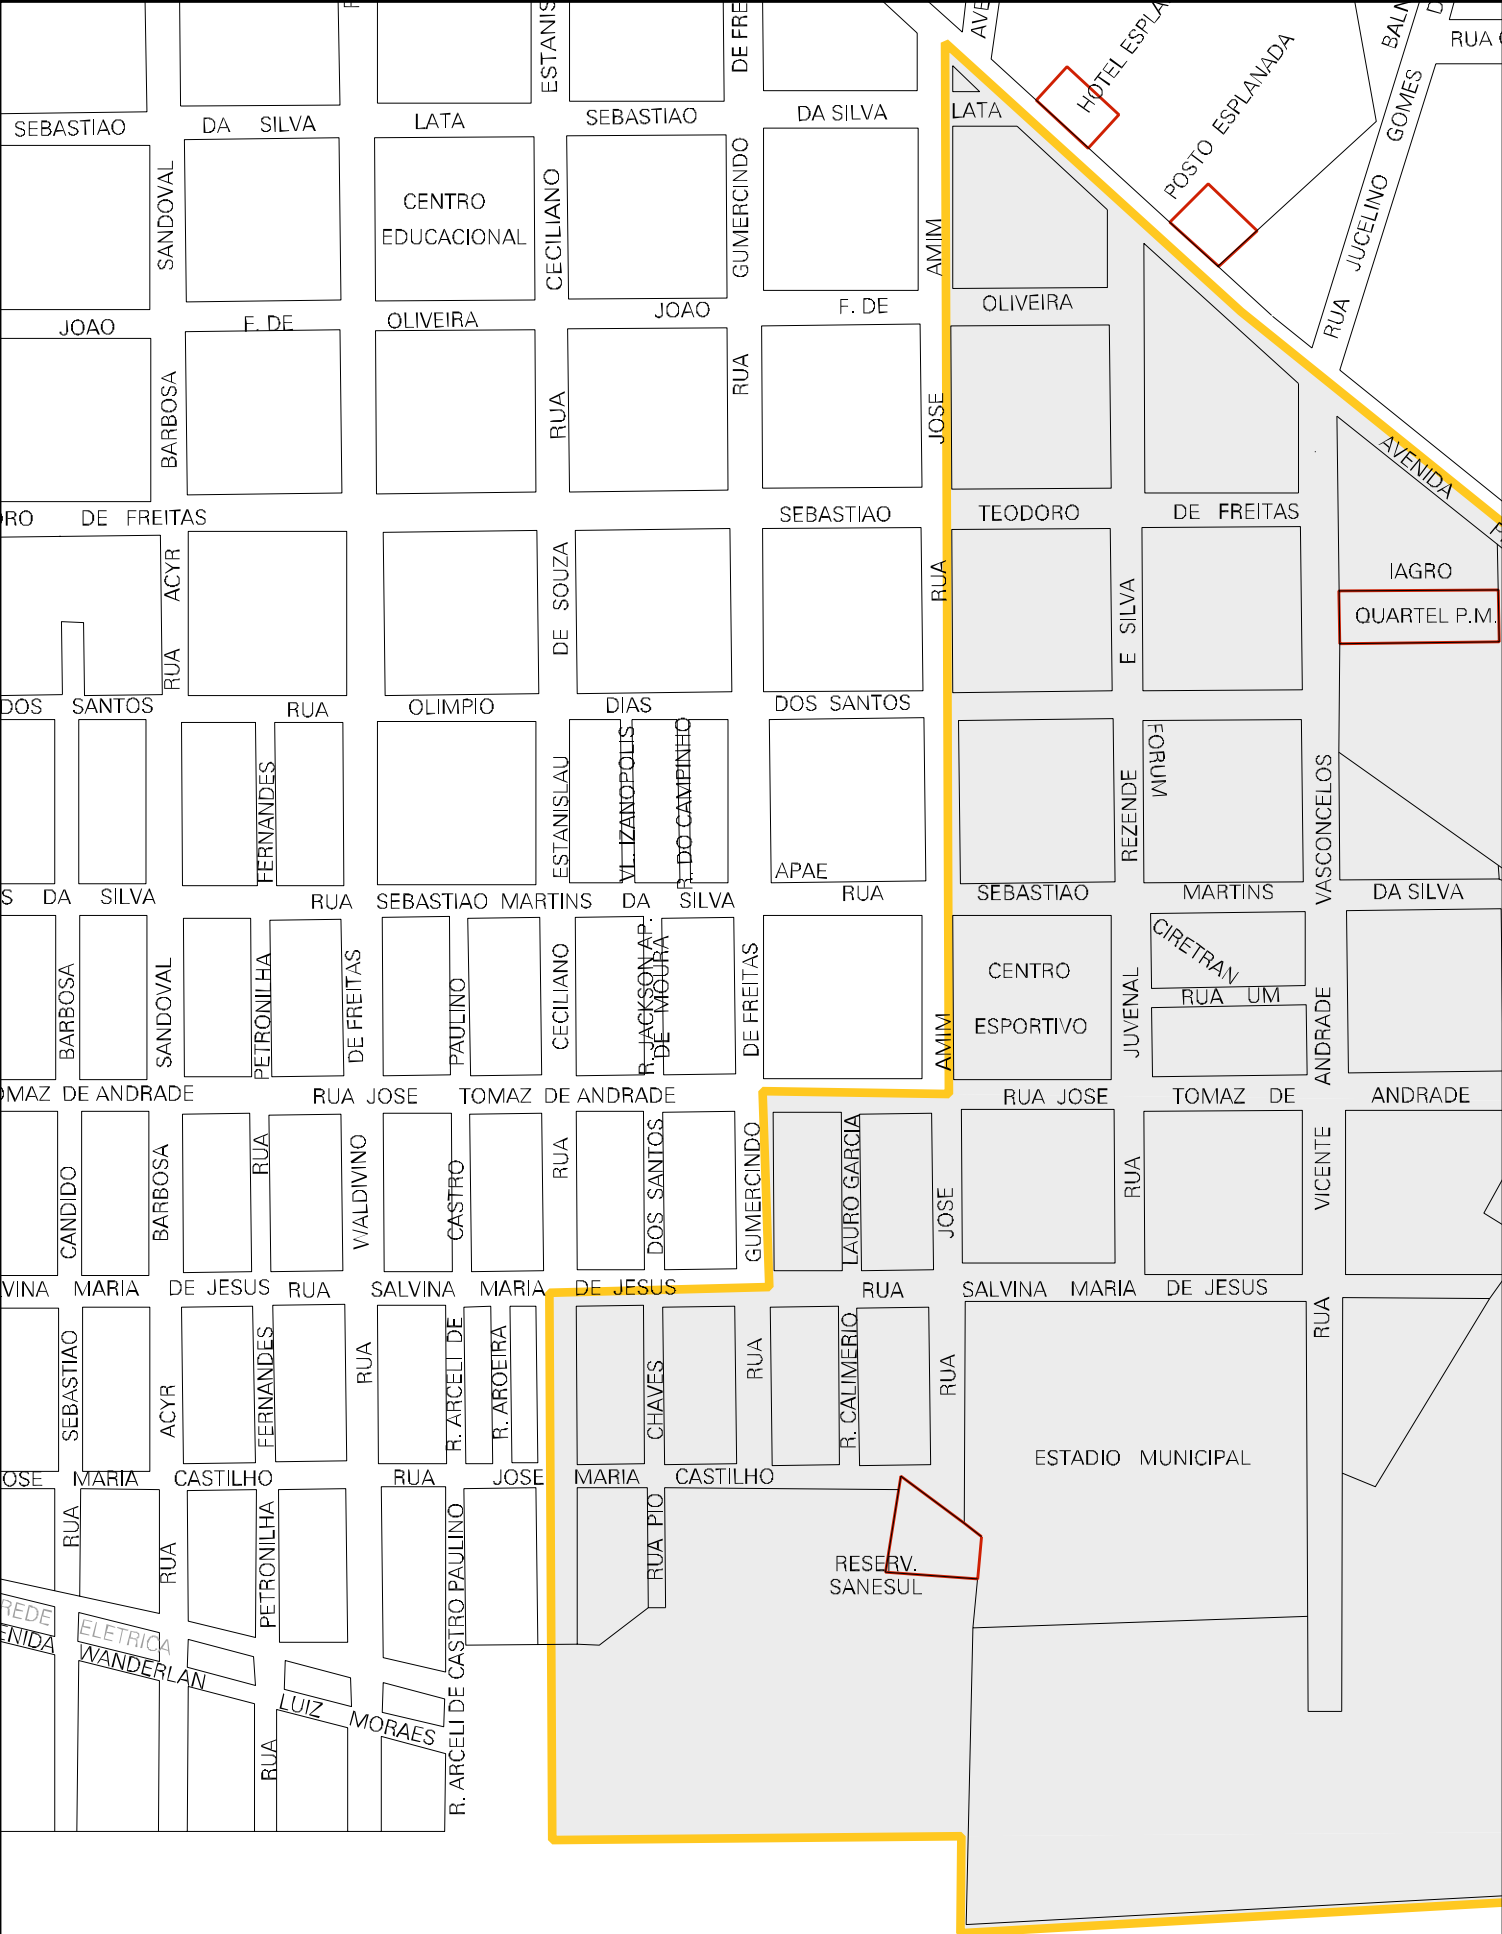 HOTEL ESPLA
POSTO ESPLANADA
RUA JUCELINO GOMES
BALN
RUA
AVE
ESTANIS
DE FRE
SEBASTIAO DA SILVA LATA SEBASTIAO DA SILVA LATA
SANDOVAL
CENTRO
EDUCACIONAL
CECILIANO
GUMERCINDO
AMIM
JOAO F. DE OLIVEIRA JOAO F. DE OLIVEIRA
BARBOSA
RUA
RUA
JOSE
AVENIDA
ORO DE FREITAS SEBASTIAO TEODORO DE FREITAS
RUA ACYR
DE SOUZA
RUA
E SILVA
IAGRO
QUARTEL P.M.
DOS SANTOS RUA OLIMPIO DIAS DOS SANTOS
FERNANDES
ESTANISLAU
VL. IZANOPOLIS
R. DO CAMPINHO
APAE
REZENDE
FORUM
VASCONCELOS
S DA SILVA RUA SEBASTIAO MARTINS DA SILVA RUA SEBASTIAO MARTINS DA SILVA
BARBOSA
SANDOVAL
PETRONILHA
DE FREITAS
PAULINO
CECILIANO
R. JACKSON AP.
DE MOURA
DE FREITAS
AMIM
CENTRO
ESPORTIVO
JUVENAL
CIRETRAN
RUA UM
ANDRADE
OMAZ DE ANDRADE RUA JOSE TOMAZ DE ANDRADE RUA JOSE TOMAZ DE ANDRADE
CANDIDO
BARBOSA
RUA
WALDIVINO
CASTRO
RUA
DOS SANTOS
GUMERCINDO
LAURO GARCIA
JOSE
RUA
VICENTE
VINA MARIA DE JESUS RUA SALVINA MARIA DE JESUS RUA SALVINA MARIA DE JESUS
SEBASTIAO
ACYR
FERNANDES
RUA
R. ARCELI DE
R. AROEIRA
CHAVES
RUA
R. CALIMERIO
RUA
RUA
ESTADIO MUNICIPAL
OSE MARIA CASTILHO RUA JOSE MARIA CASTILHO
RUA
RUA
PETRONILHA
R. ARCELI DE CASTRO PAULINO
RUA PIO
RESERV.
SANESUL
REDE ELETRICA
ENIDA WANDERLAN LUIZ MORAES
RUA